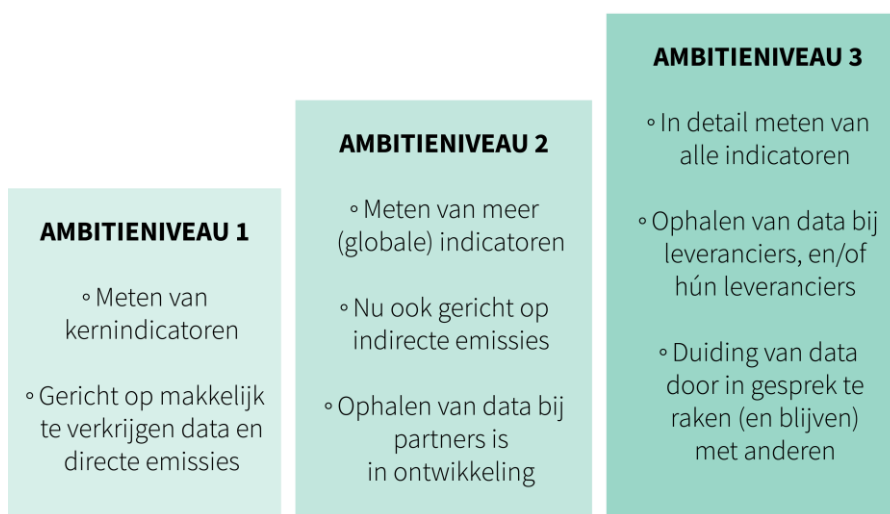 AMBITIENIVEAU 1
◦ Meten van
kernindicatoren
◦ Gericht op makkelijk
te verkrijgen data en
directe emissies
AMBITIENIVEAU 2
◦ Meten van meer
(globale) indicatoren
◦ Nu ook gericht op
indirecte emissies
◦ Ophalen van data bij
partners is
in ontwikkeling
AMBITIENIVEAU 3
◦ In detail meten van
alle indicatoren
◦ Ophalen van data bij
leveranciers, en/of
hún leveranciers
◦ Duiding van data
door in gesprek te
raken (en blijven)
met anderen